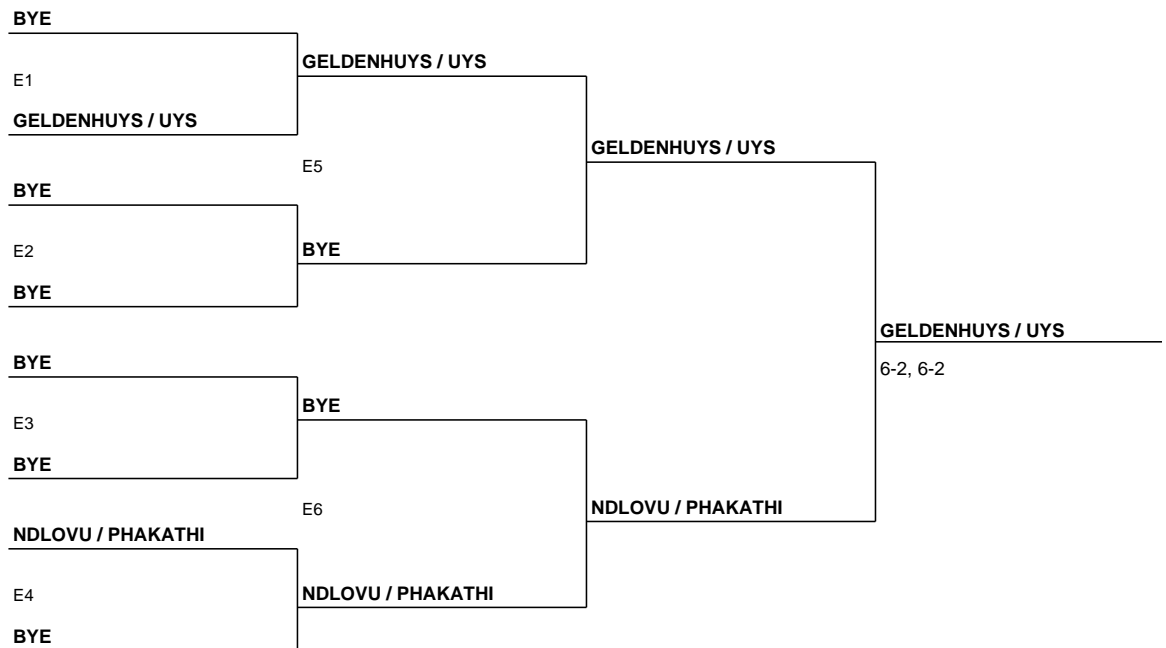 BYE
GELDENHUYS / UYS
E1
GELDENHUYS / UYS
GELDENHUYS / UYS
E5
BYE
E2
BYE
BYE
GELDENHUYS / UYS
6-2, 6-2
BYE
BYE
E3
BYE
E6
NDLOVU / PHAKATHI
NDLOVU / PHAKATHI
E4
NDLOVU / PHAKATHI
BYE